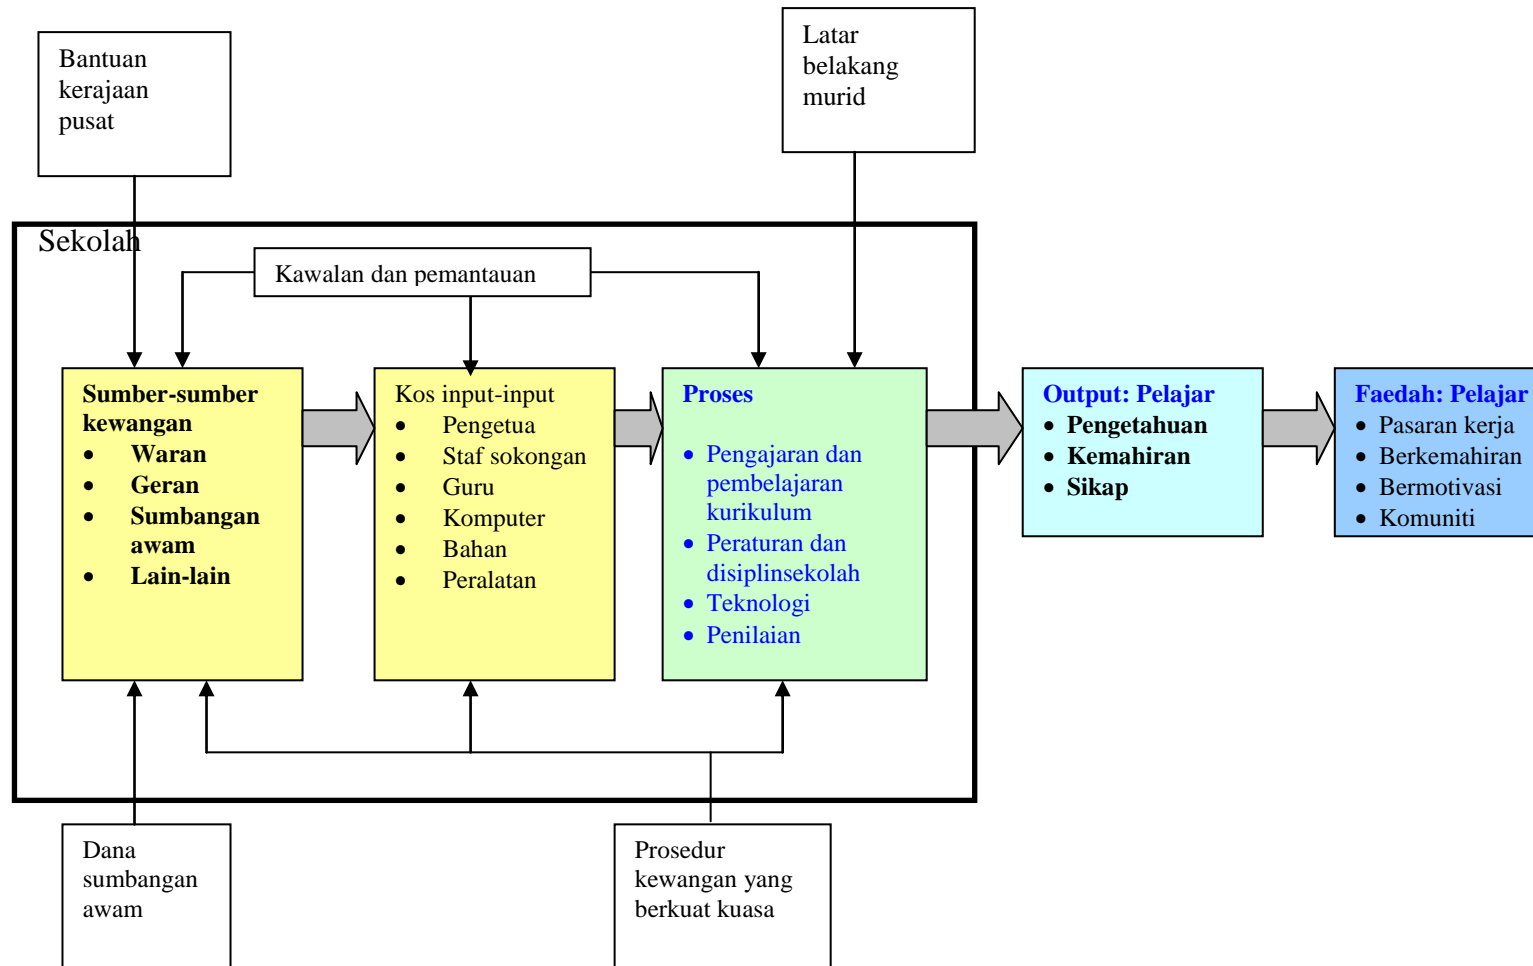 Bantuan
kerajaan
pusat
Latar
belakang
murid
Sekolah
Kawalan dan pemantauan
Sumber-sumber
kewangan
• Waran
• Geran
• Sumbangan
awam
• Lain-lain
Kos input-input
• Pengetua
• Staf sokongan
• Guru
• Komputer
• Bahan
• Peralatan
Proses
• Pengajaran dan
pembelajaran
kurikulum
• Peraturan dan
disiplinsekolah
• Teknologi
• Penilaian
Output: Pelajar
• Pengetahuan
• Kemahiran
• Sikap
Faedah: Pelajar
• Pasaran kerja
• Berkemahiran
• Bermotivasi
• Komuniti
Dana
sumbangan
awam
Prosedur
kewangan yang
berkuat kuasa